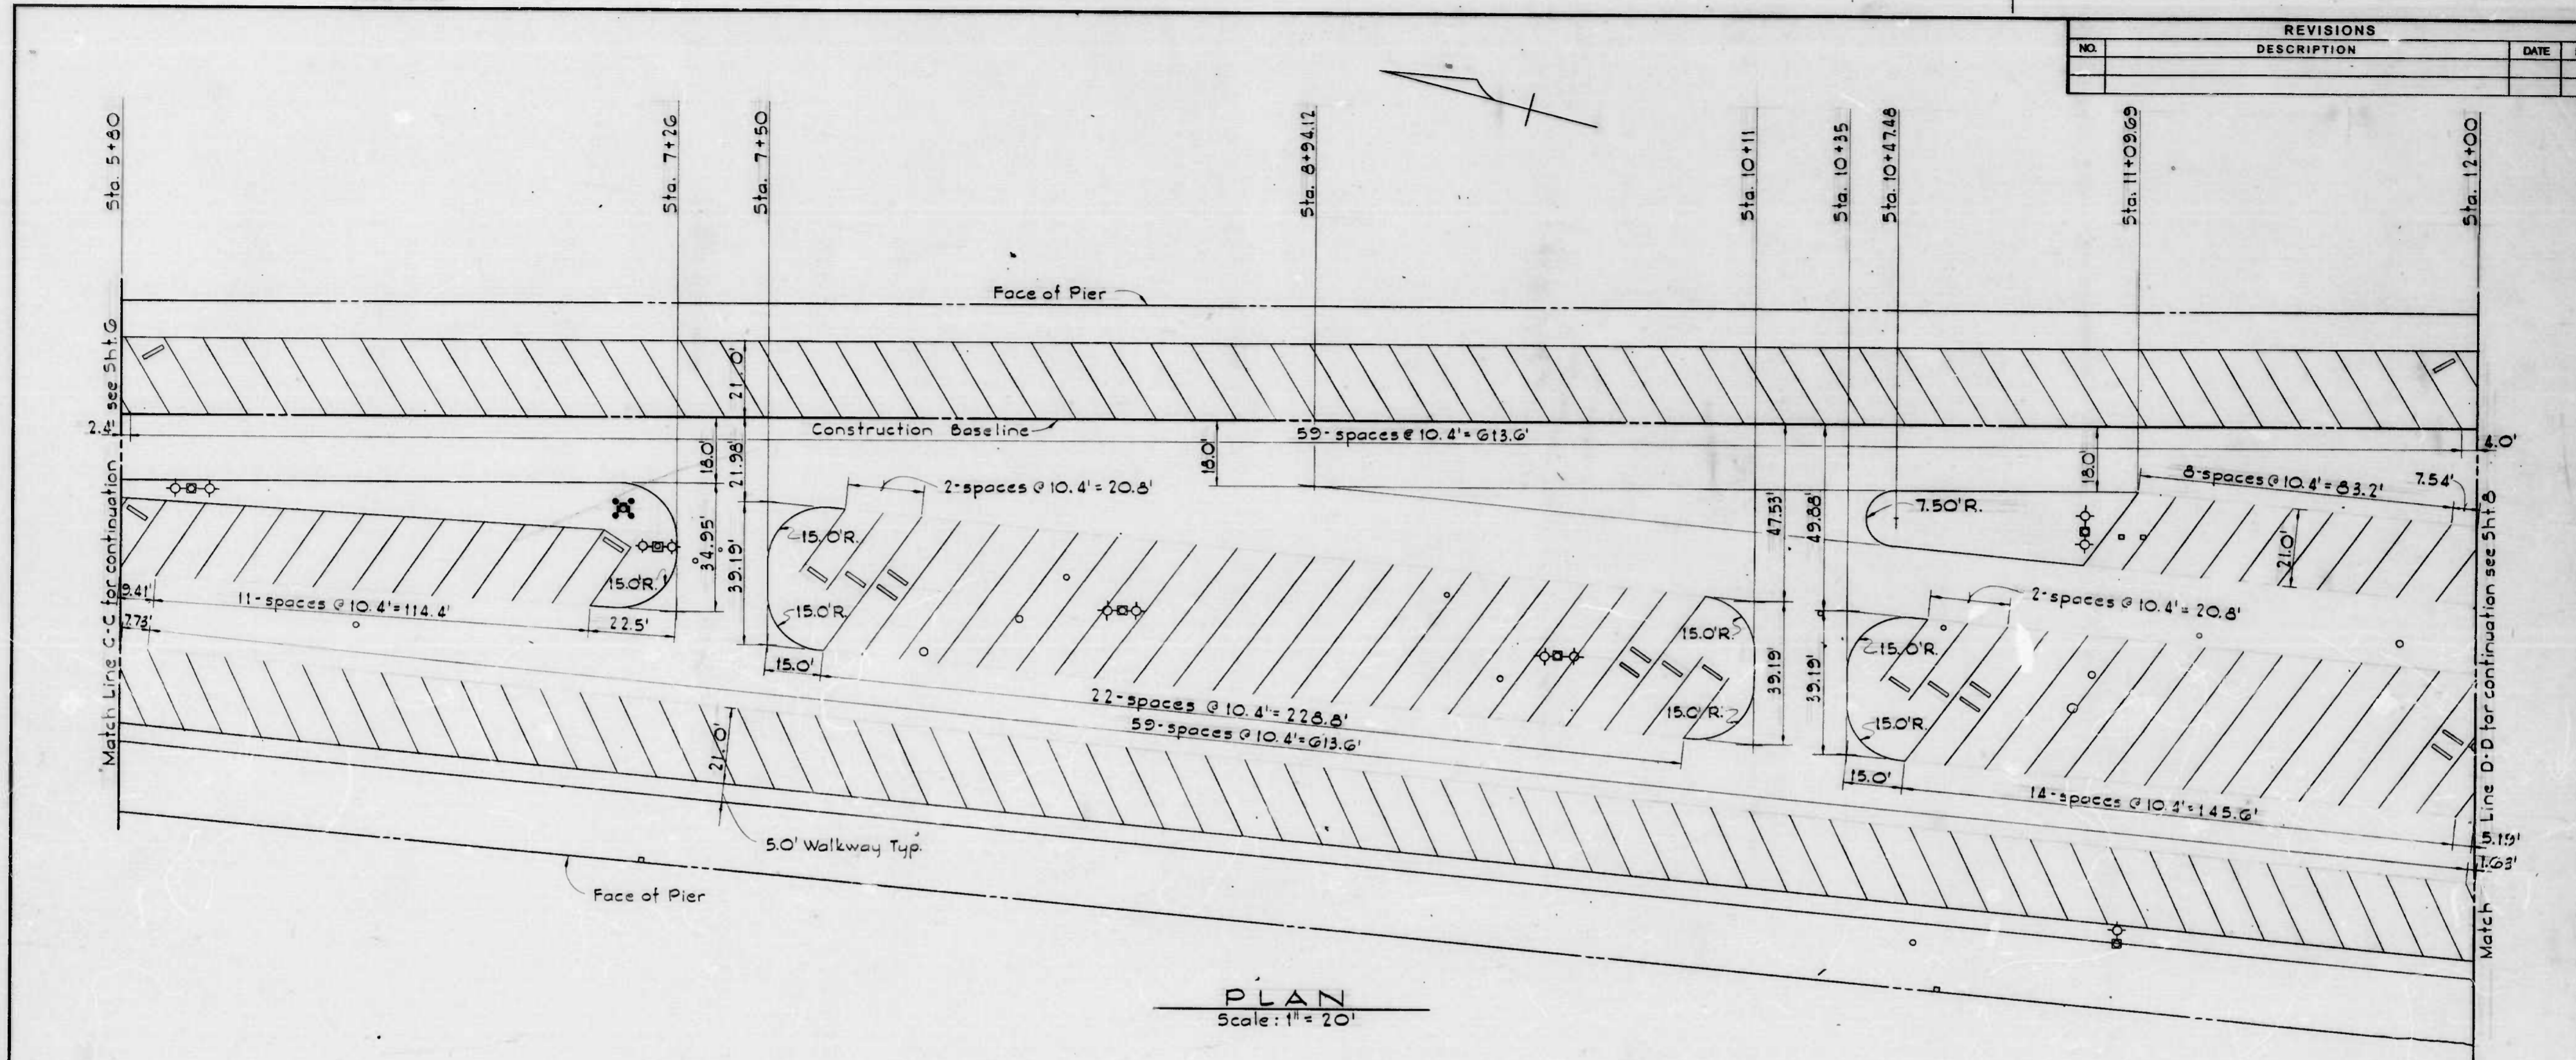 REVISIONS
NO. DESCRIPTION DATE
Sta. 5+80
Sta. 7+26
Sta. 7+50
Sta. 8+94.12
Sta. 10+11
Sta. 10+35
Sta. 10+47.48
Sta. 11+09.69
Sta. 12+00
Face of Pier
Match Line C-C for continuation see Sht. 6
21.0'
2.4'
Construction Baseline
59-spaces @ 10.4' = 613.6'
4.0'
18.0'
21.98'
18.0'
18.0'
8-spaces @ 10.4' = 83.2'
7.54'
2-spaces @ 10.4' = 20.8'
47.53'
49.88'
7.50' R.
15.0' R.
34.95'
39.19'
21.0'
9.41'
11-spaces @ 10.4' = 114.4'
15.0' R.
7.73'
22.5'
15.0' R.
15.0'
15.0' R.
2-spaces @ 10.4' = 20.8'
15.0' R.
39.19'
39.19'
22-spaces @ 10.4' = 228.8'
15.0' R.
15.0' R.
59-spaces @ 10.4' = 613.6'
21.0'
15.0'
14-spaces @ 10.4' = 145.6'
5.19'
1.63'
5.0' Walkway Typ.
Face of Pier
Match Line D-D for continuation see Sht. 8
PLAN
Scale: 1" = 20'